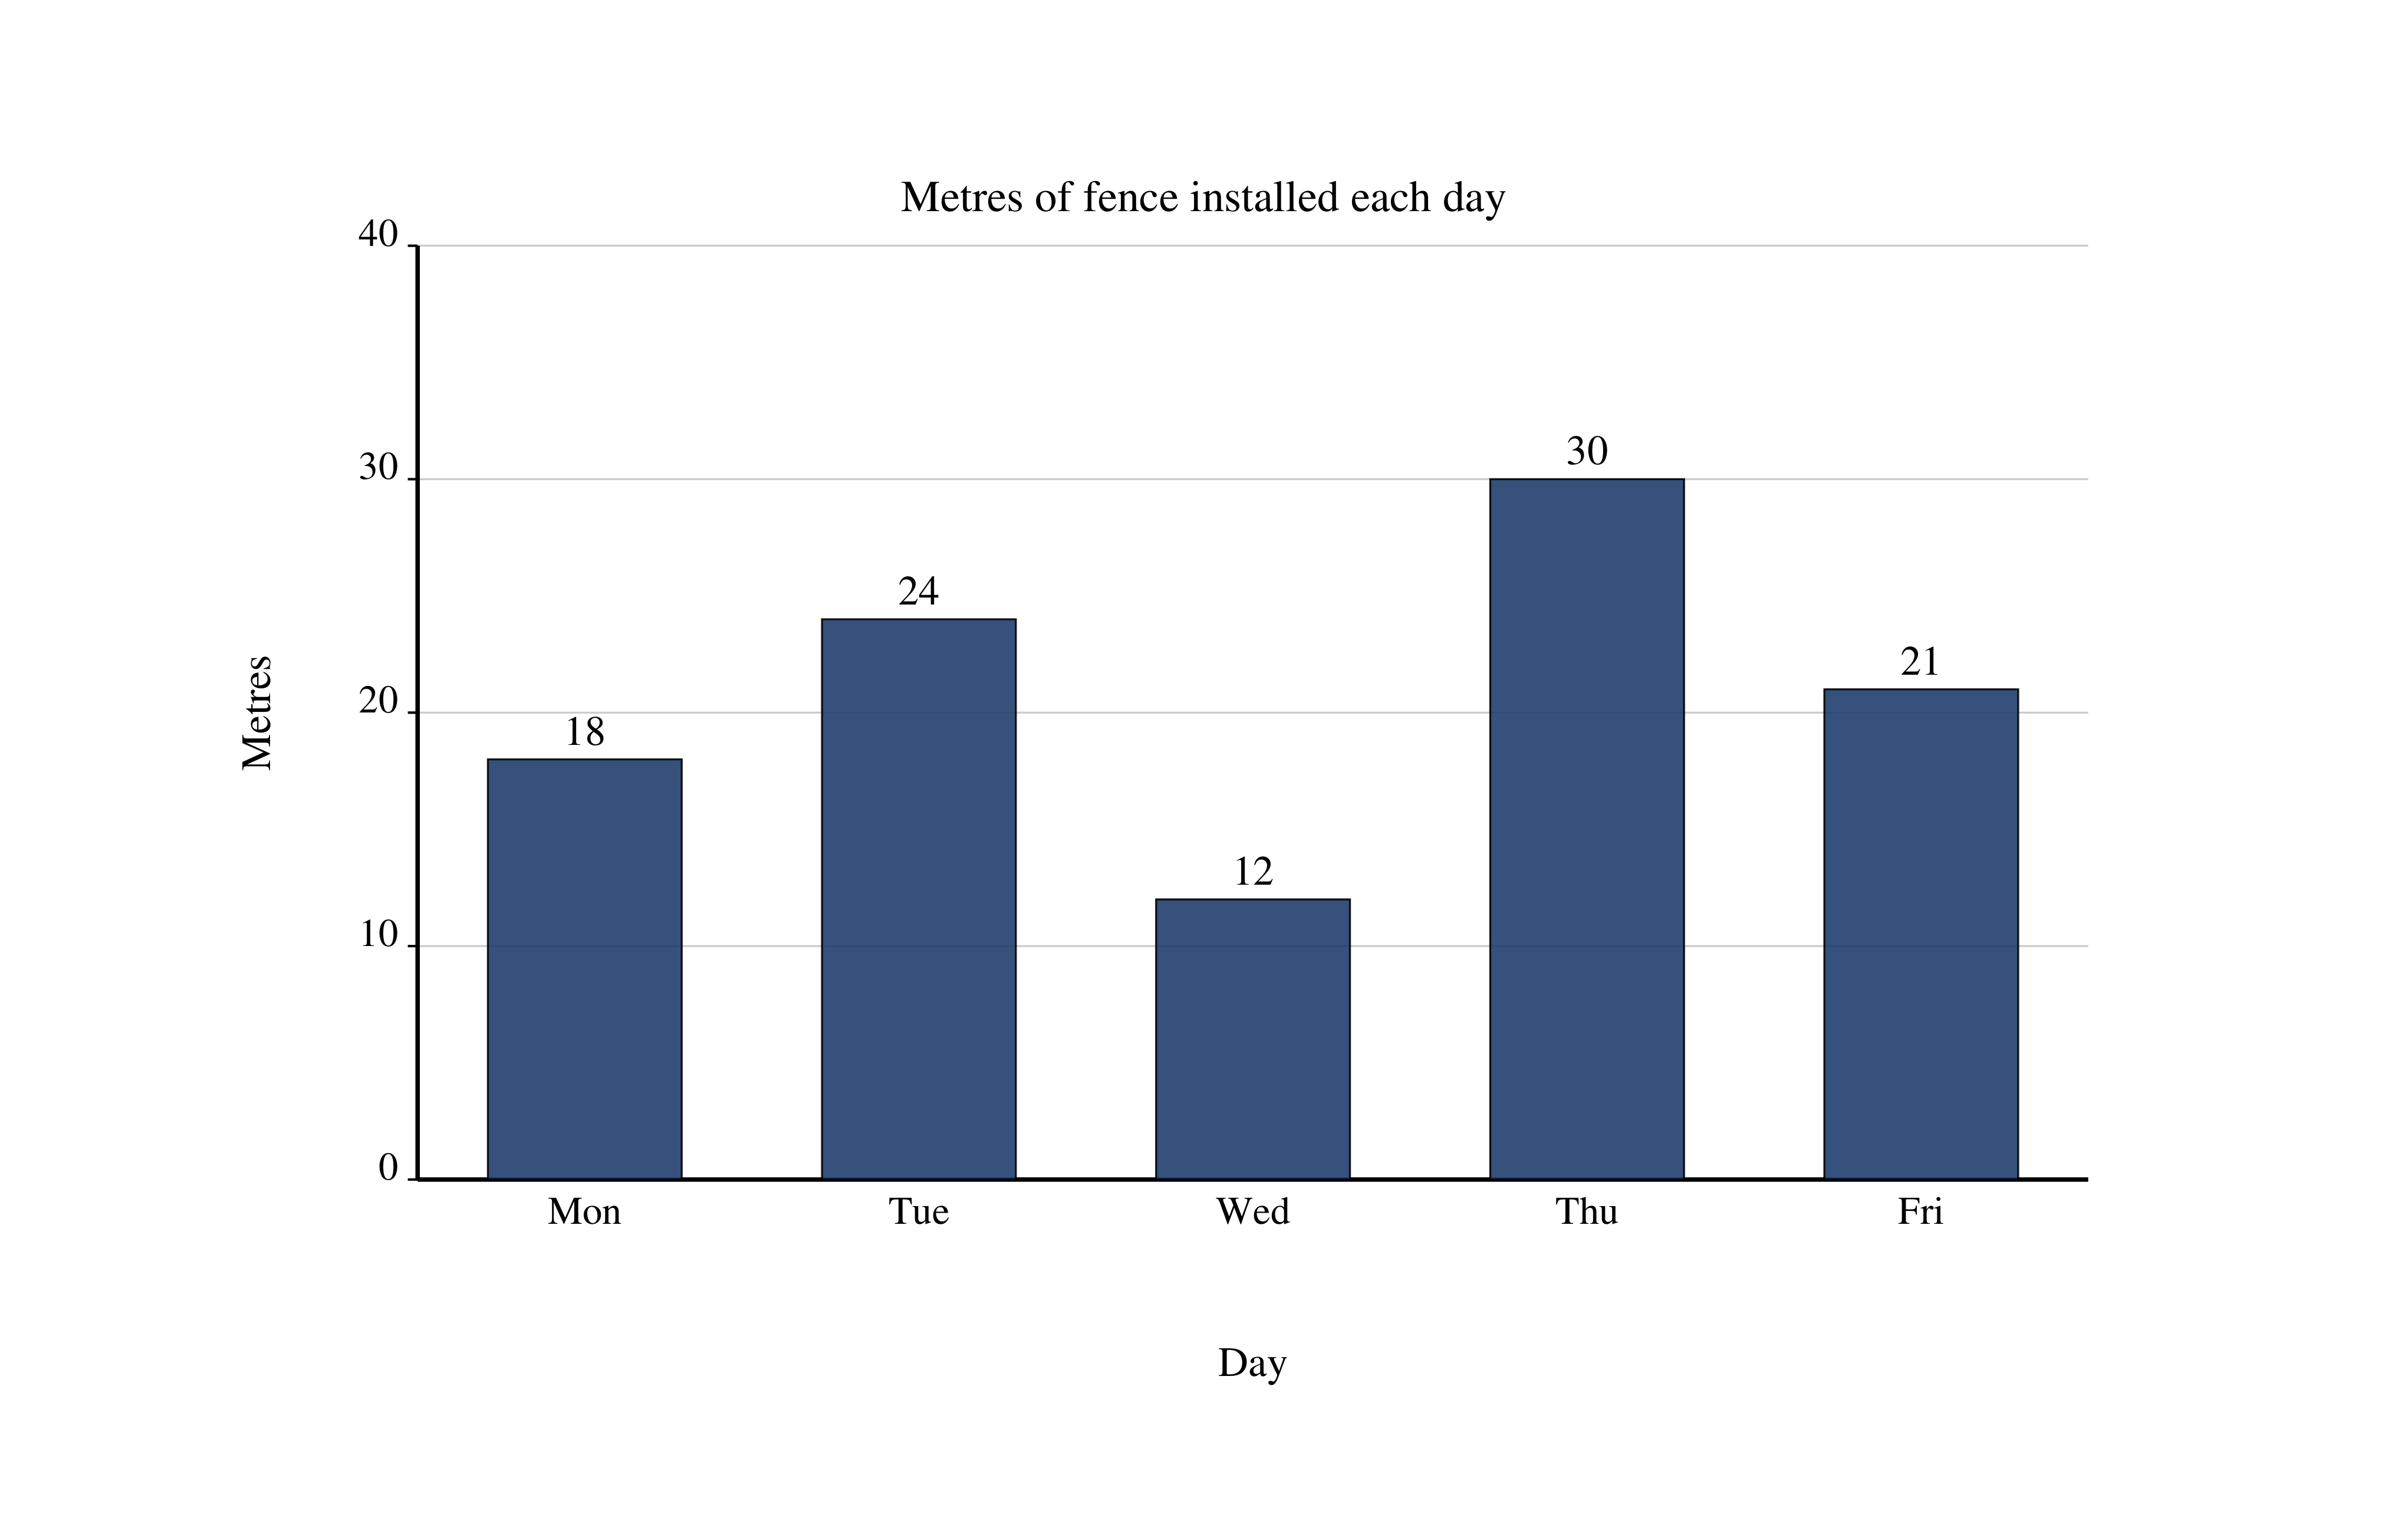 Metres of fence installed each day
40
30
20
10
0
Metres
18
24
12
30
21
Mon Tue Wed Thu Fri
Day